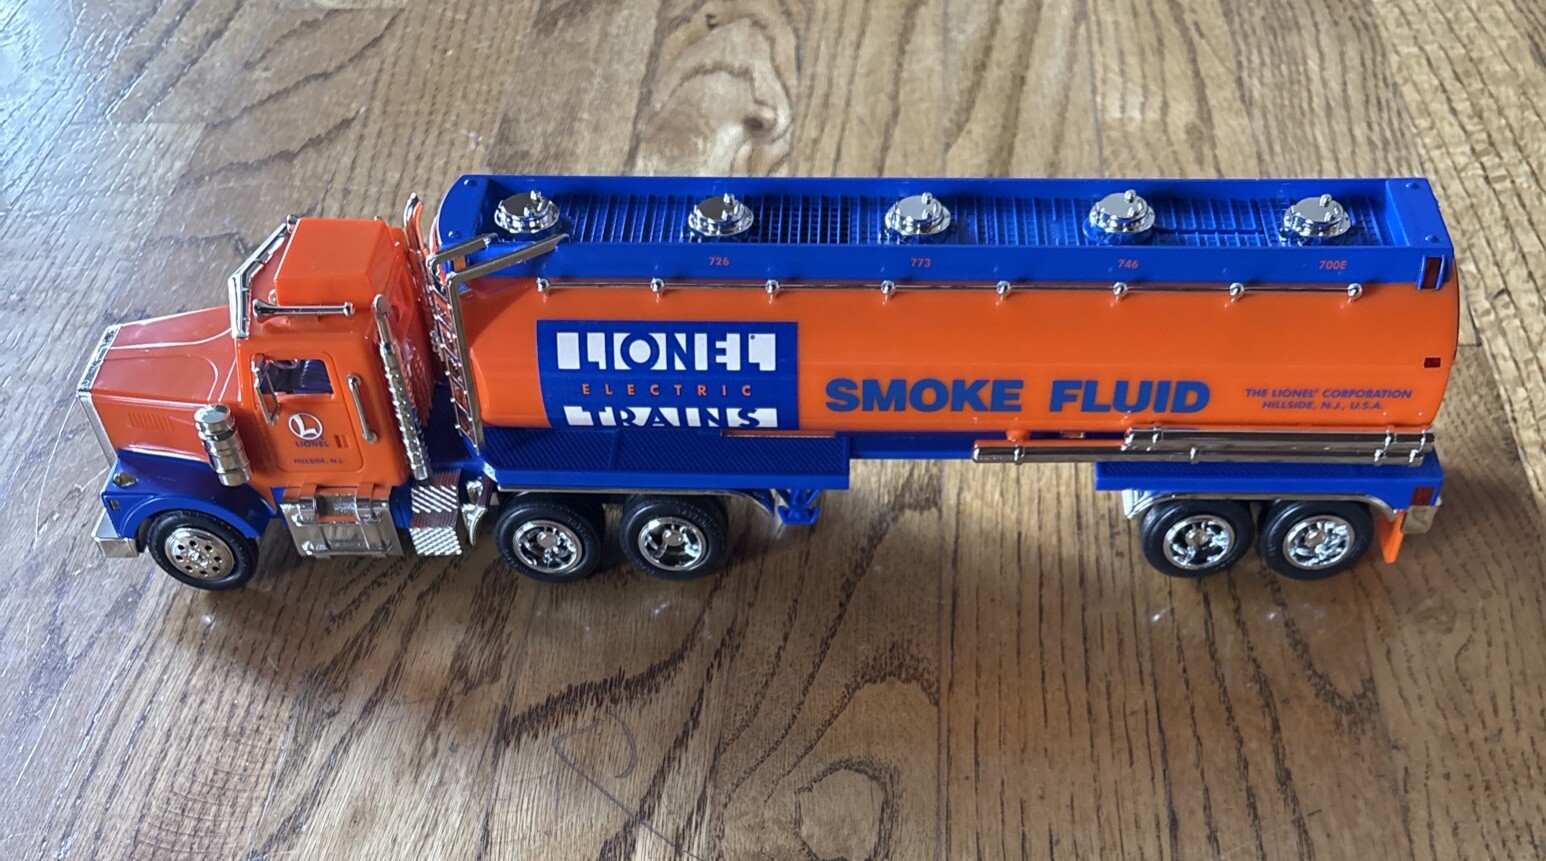 726 773 746 700E
LIONEL®
ELECTRIC
TRAINS
SMOKE FLUID
THE LIONEL® CORPORATION
HILLSIDE, N.J., U.S.A.
L
LIONEL
HILLSIDE, N.J.